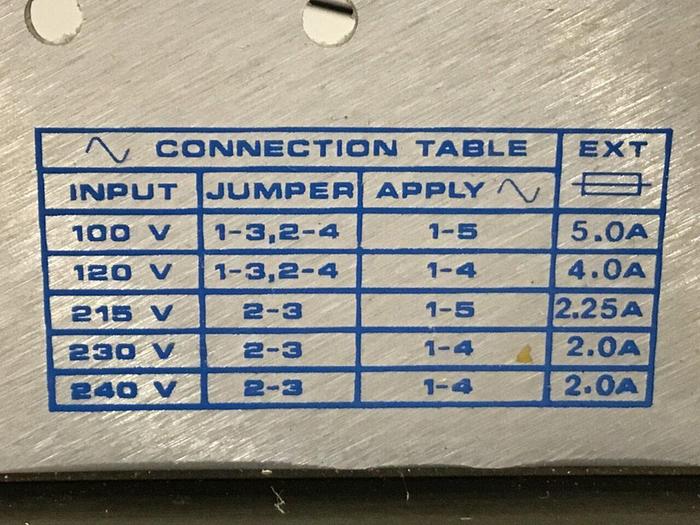 CONNECTION TABLE EXT
INPUT JUMPER APPLY
100 V 1-3,2-4 1-5 5.0A
120 V 1-3,2-4 1-4 4.0A
215 V 2-3 1-5 2.25A
230 V 2-3 1-4 2.0A
240 V 2-3 1-4 2.0A